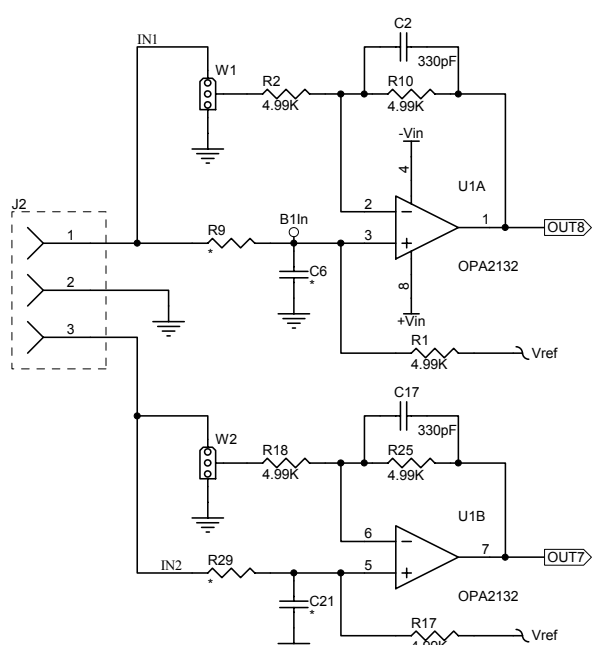 IN1
W1
R2
4.99K
C2
330pF
R10
4.99K
-Vin
4
U1A
J2
1
R9
*
B1In
C6
*
2
3
1
OUT8
OPA2132
8
+Vin
2
3
R1
4.99K
Vref
W2
R18
4.99K
C17
330pF
R25
4.99K
U1B
6
5
7
OUT7
IN2
R29
*
C21
*
OPA2132
R17
4.99K
Vref